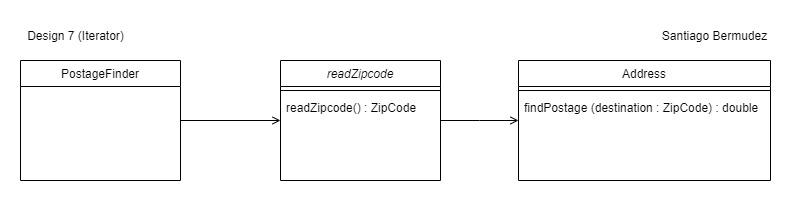 Design 7 (Iterator)
Santiago Bermudez
PostageFinder
readZipcode
Address
readZipcode() : ZipCode
findPostage (destination : ZipCode) : double